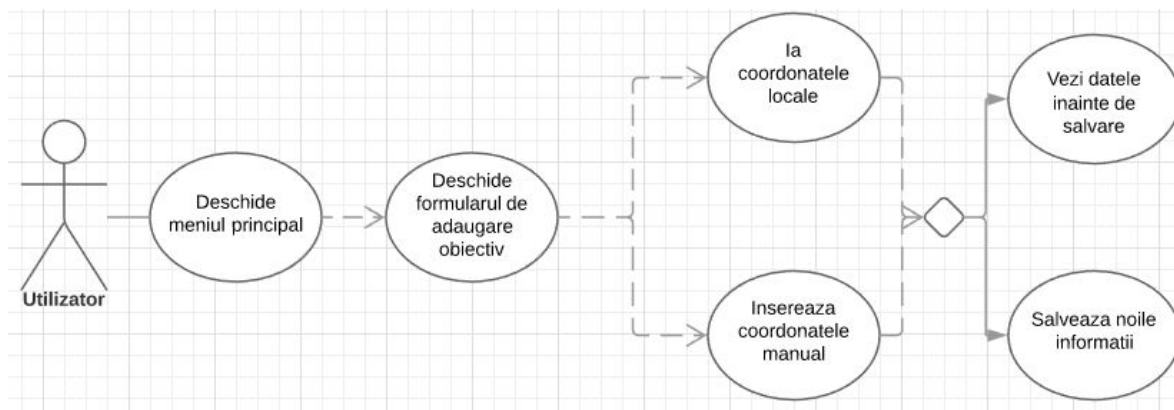 Utilizator
Deschide
meniul principal
Deschide
formularul de
adaugare
obiectiv
Ia
coordonatele
locale
Insereaza
coordonatele
manual
Vezi datele
inainte de
salvare
Salveaza noile
informatii